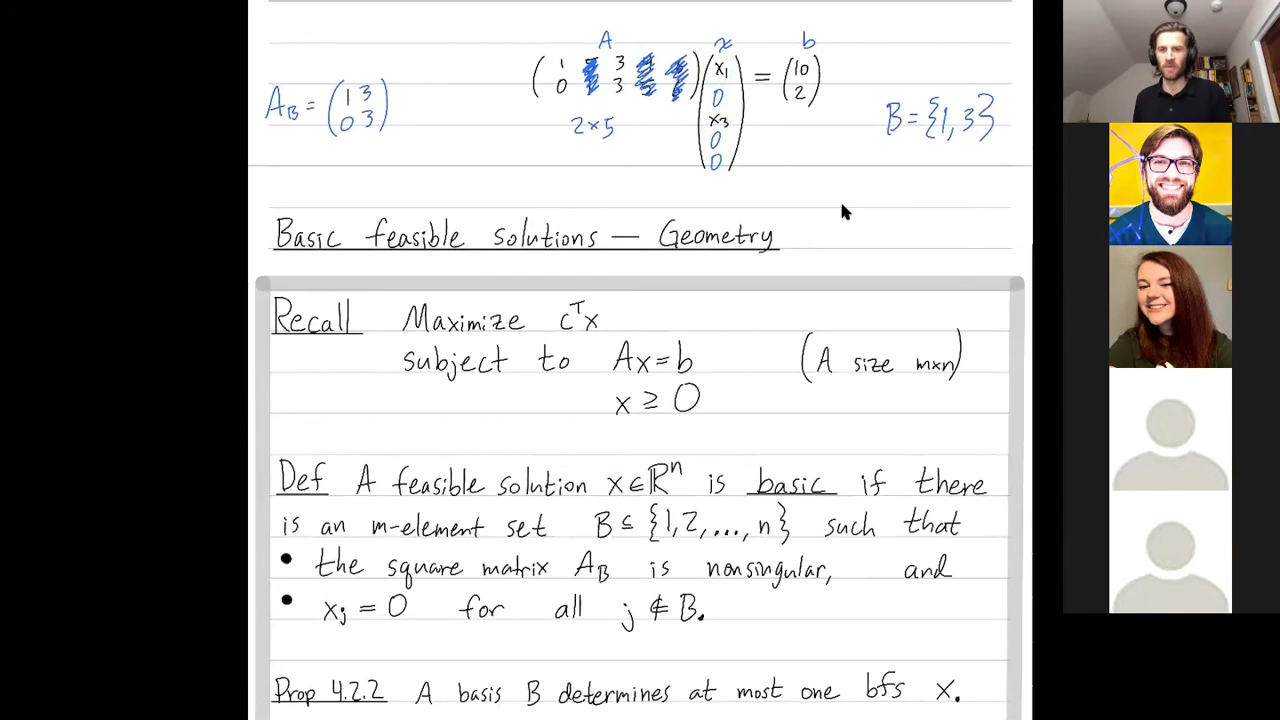 A x b
( 1 3 ) ( x₁ ) = ( 10 )
0 3 0 2
x₃
0
0
A_B = ( 1 3 )
0 3
2×5
B = {1, 3}
Basic feasible solutions — Geometry
Recall Maximize cᵀx
subject to Ax = b (A size m×n)
x ≥ 0
Def A feasible solution x ∈ ℝⁿ is basic if there
is an m-element set B ⊆ {1, 2, ..., n} such that
• the square matrix A_B is nonsingular, and
• xⱼ = 0 for all j ∉ B.
Prop 4.2.2 A basis B determines at most one bfs x.